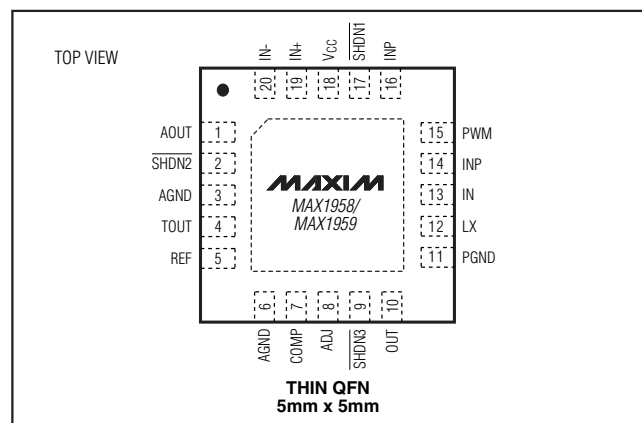 TOP VIEW
IN-
IN+
VCC
SHDN1
INP
20
19
18
17
16
AOUT 1
SHDN2 2
AGND 3
TOUT 4
REF 5
15 PWM
14 INP
13 IN
12 LX
11 PGND
MAXIM
MAX1958/
MAX1959
6
7
8
9
10
AGND
COMP
ADJ
SHDN3
OUT
THIN QFN
5mm x 5mm